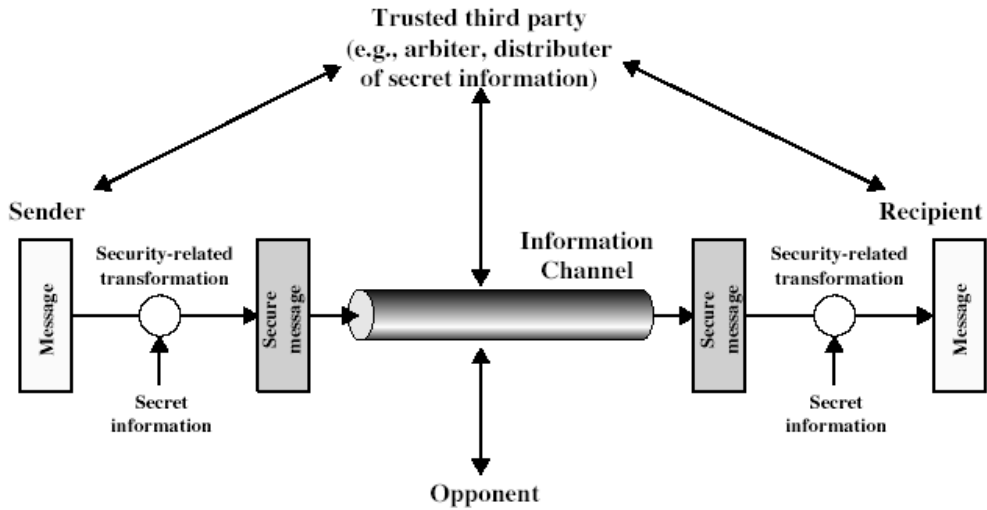 Trusted third party
(e.g., arbiter, distributer
of secret information)
Sender
Recipient
Information
Channel
Security-related
transformation
Security-related
transformation
Message
Secure
message
Secure
message
Message
Secret
information
Secret
information
Opponent